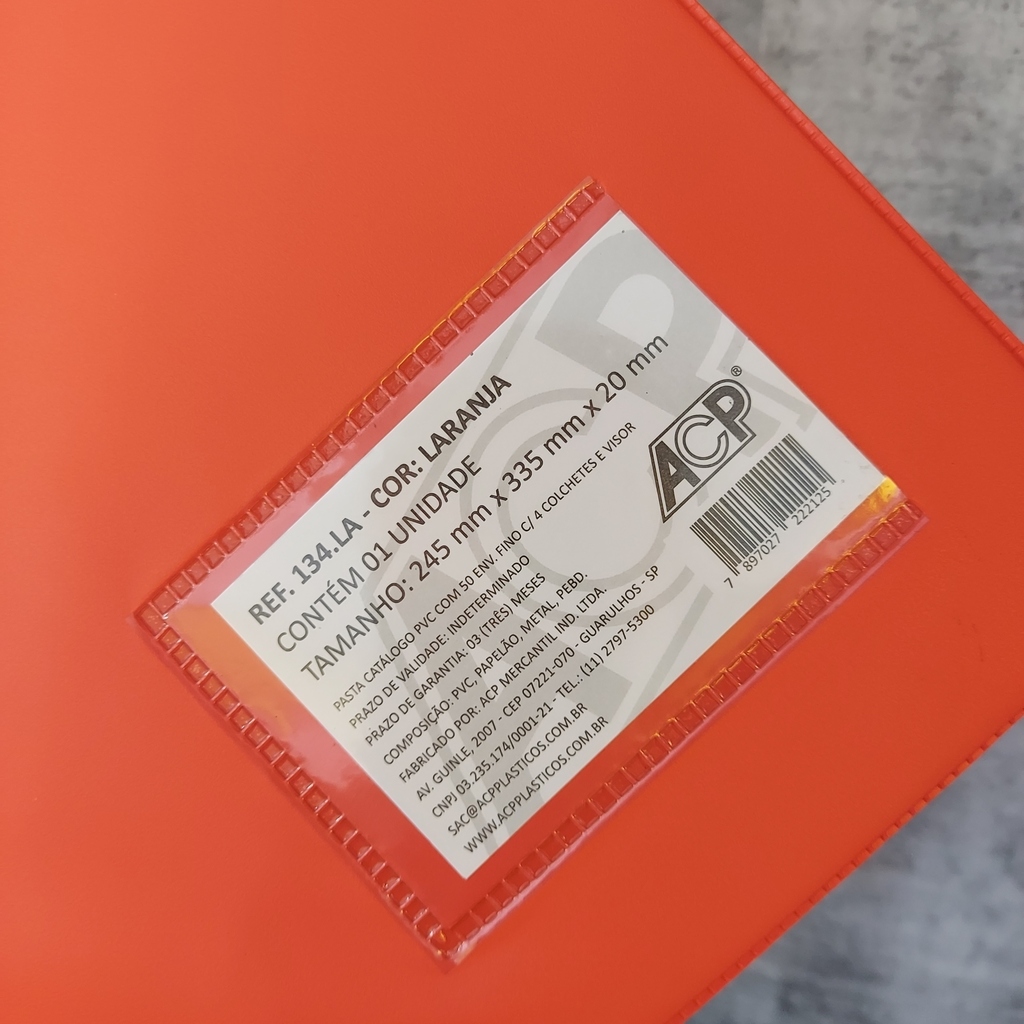 REF. 134.LA - COR: LARANJA
CONTÉM 01 UNIDADE
TAMANHO: 245 mm x 335 mm x 20 mm
PASTA CATÁLOGO PVC COM 50 ENV. FINO C/ 4 COLCHETES E VISOR
PRAZO DE VALIDADE: INDETERMINADO
PRAZO DE GARANTIA: 03 (TRÊS) MESES
COMPOSIÇÃO: PVC, PAPELÃO, METAL, PEBD.
FABRICADO POR: ACP MERCANTIL IND. LTDA.
AV. GUINLE, 2007 - CEP 07221-070 GUARULHOS - SP
CNPJ 03.235.174/0001-21 - TEL.: (11) 2797-5300
SAC@ACPPLASTICOS.COM.BR
WWW.ACPPLASTICOS.COM.BR
ACP®
7 897027 222125